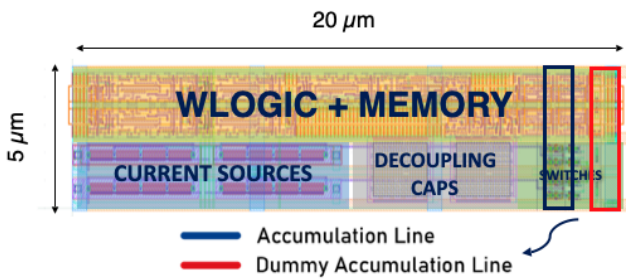 20 µm
5 µm
WLOGIC + MEMORY
CURRENT SOURCES
DECOUPLING
CAPS
SWITCHES
Accumulation Line
Dummy Accumulation Line